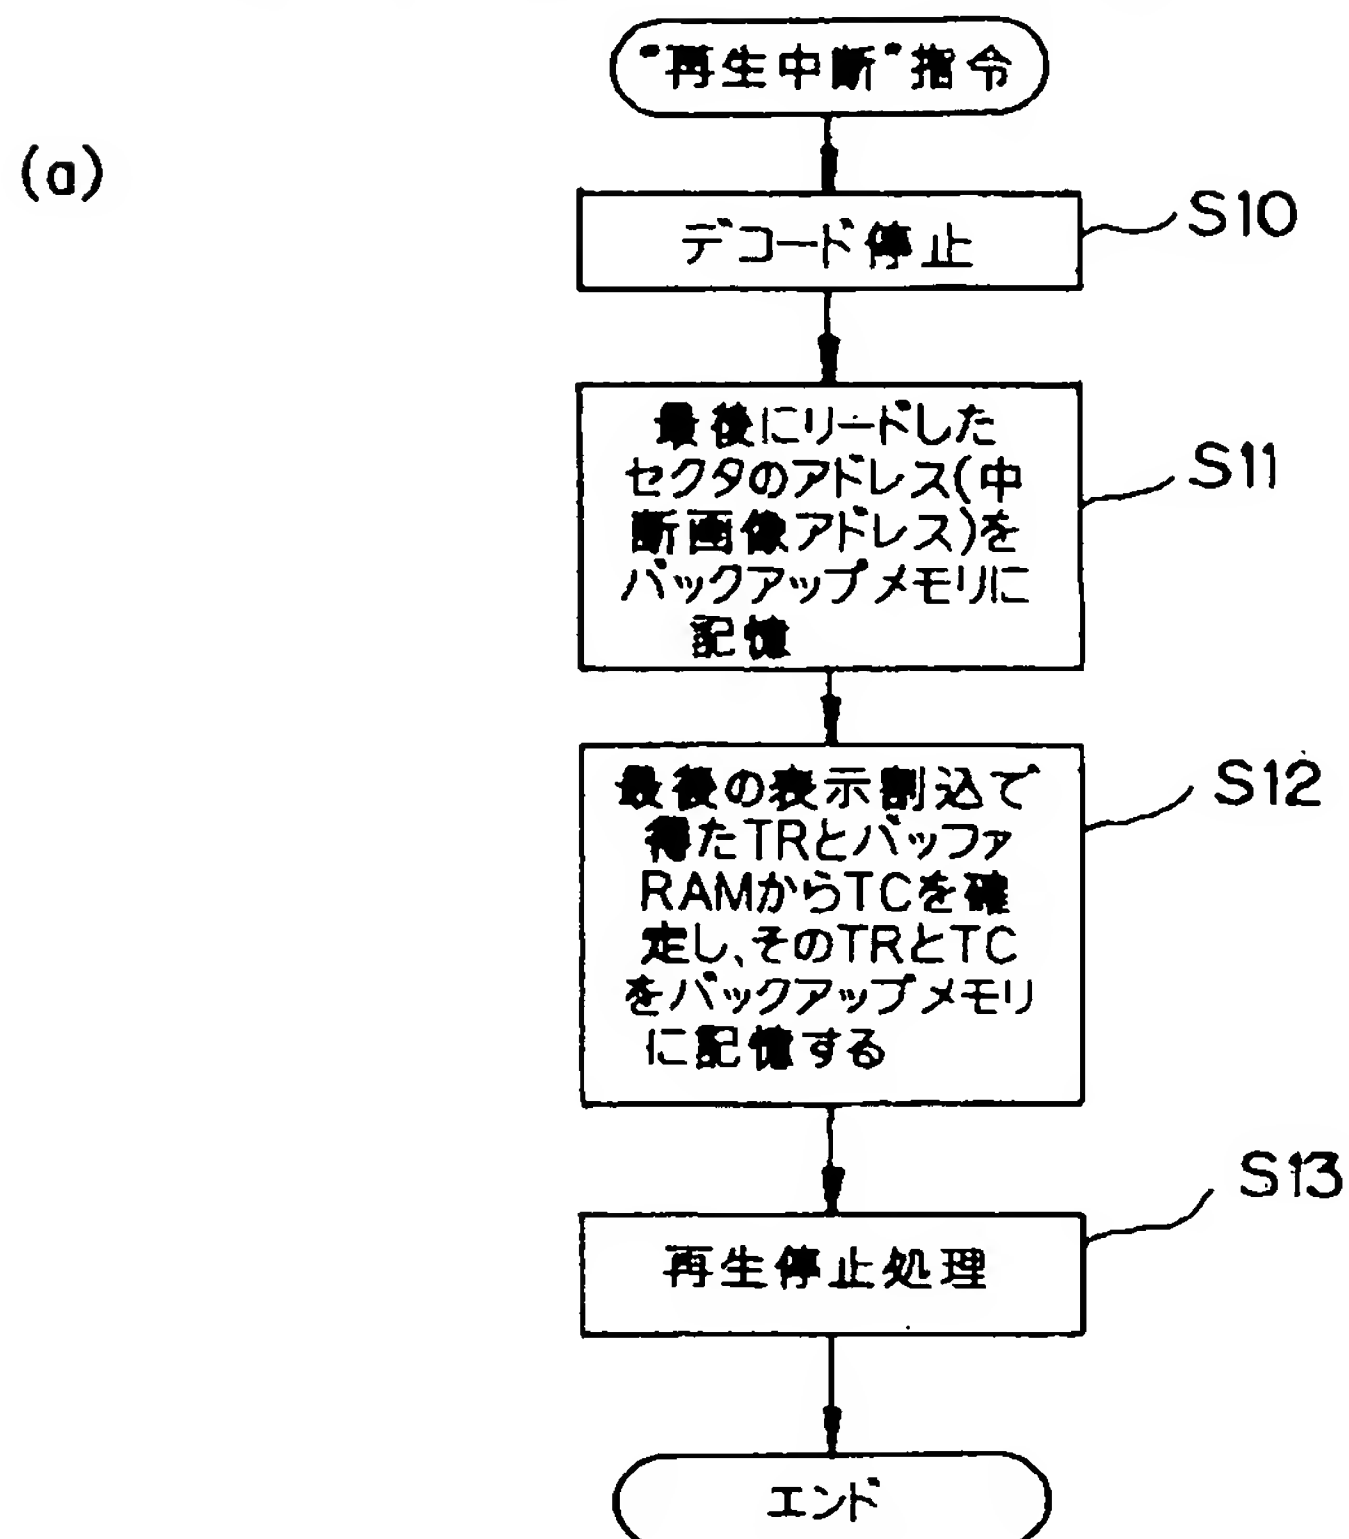 "再生中断"指令
(a)
デコード停止
S10
最後にリードした
セクタのアドレス(中
断画像アドレス)を
バックアップメモリに
記憶
S11
最後の表示割込で
得たTRとバッファ
RAMからTCを確
定し、そのTRとTC
をバックアップメモリ
に記憶する
S12
再生停止処理
S13
エンド